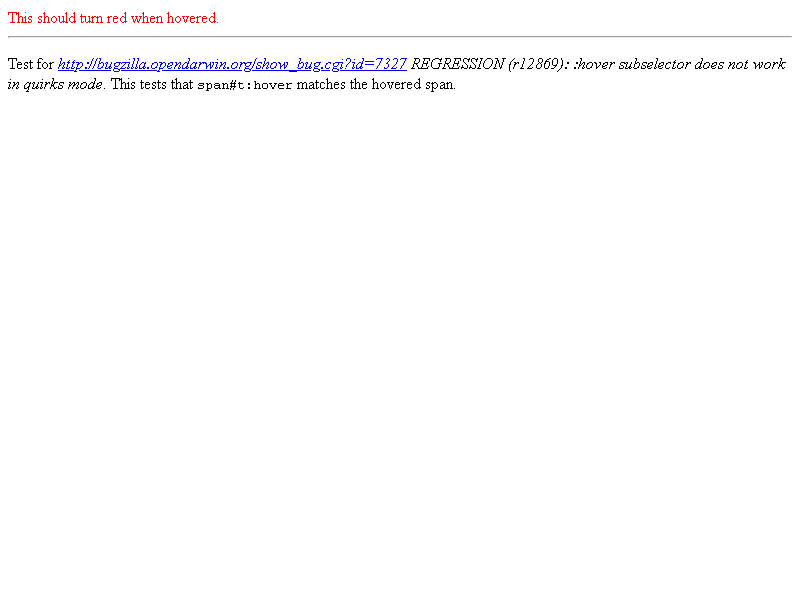 This should turn red when hovered.
Test for http://bugzilla.opendarwin.org/show_bug.cgi?id=7327 REGRESSION (r12869): :hover subselector does not work
in quirks mode. This tests that span#t:hover matches the hovered span.